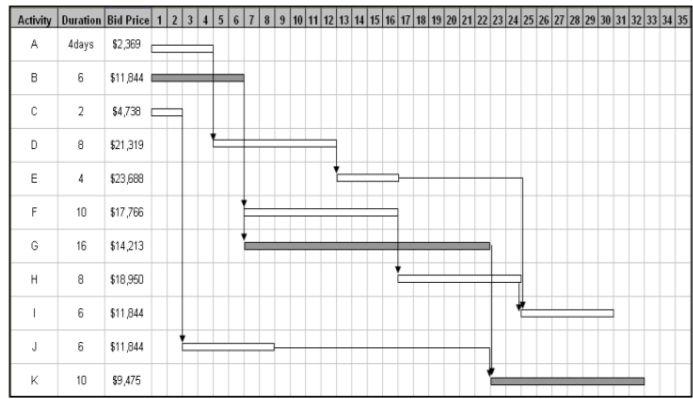 Activity Duration Bid Price 1 2 3 4 5 6 7 8 9 10 11 12 13 14 15 16 17 18 19 20 21 22 23 24 25 26 27 28 29 30 31 32 33 34 35
A 4days $2,369
B 6 $11,844
C 2 $4,738
D 8 $21,319
E 4 $23,688
F 10 $17,766
G 16 $14,213
H 8 $18,950
I 6 $11,844
J 6 $11,844
K 10 $9,475